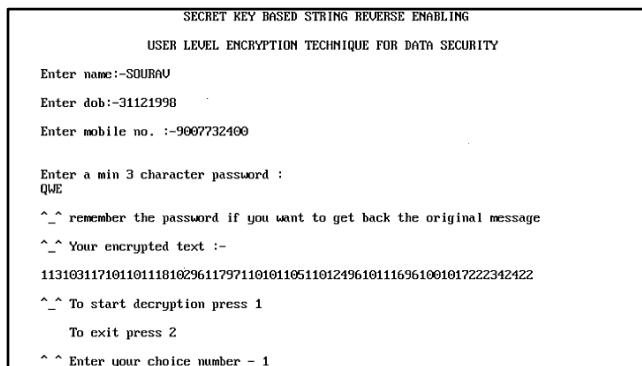 SECRET KEY BASED STRING REVERSE ENABLING
USER LEVEL ENCRYPTION TECHNIQUE FOR DATA SECURITY
Enter name:-SOURAV
Enter dob:-31121998
Enter mobile no. :-9007732400
Enter a min 3 character password :
QWE
^_^ remember the password if you want to get back the original message
^_^ Your encrypted text :-
1131031171011011181029611797110101105110124961011169610010172223424​22
^_^ To start decryption press 1
To exit press 2
^_^ Enter your choice number - 1